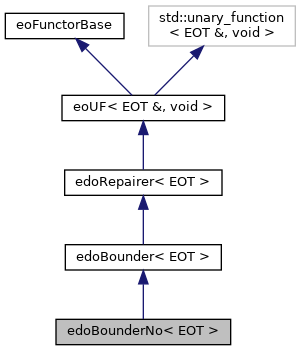 eoFunctorBase
std::unary_function
< EOT &, void >
eoUF< EOT &, void >
edoRepairer< EOT >
edoBounder< EOT >
edoBounderNo< EOT >